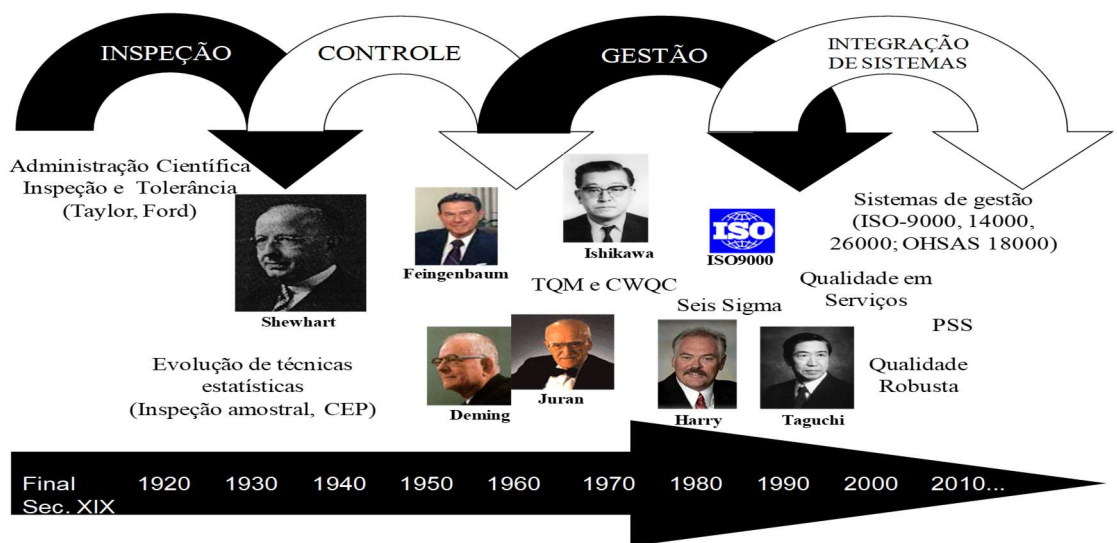 INSPEÇÃO
CONTROLE
GESTÃO
INTEGRAÇÃO
DE SISTEMAS
Administração Científica
Inspeção e Tolerância
(Taylor, Ford)
Shewhart
Feingenbaum
Ishikawa
ISO
ISO9000
Sistemas de gestão
(ISO-9000, 14000,
26000; OHSAS 18000)
TQM e CWQC
Qualidade em
Serviços
Seis Sigma
PSS
Evolução de técnicas
estatísticas
(Inspeção amostral, CEP)
Deming
Juran
Harry
Taguchi
Qualidade
Robusta
Final
Sec. XIX
1920 1930 1940 1950 1960 1970 1980 1990 2000 2010...